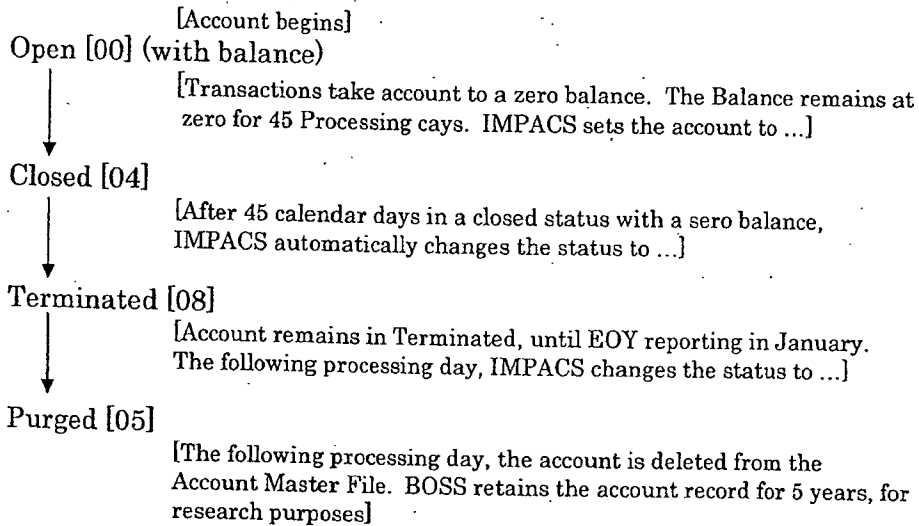 [Account begins]
Open [00] (with balance)
[Transactions take account to a zero balance. The Balance remains at
zero for 45 Processing cays. IMPACS sets the account to ...]
Closed [04]
[After 45 calendar days in a closed status with a sero balance,
IMPACS automatically changes the status to ...]
Terminated [08]
[Account remains in Terminated, until EOY reporting in January.
The following processing day, IMPACS changes the status to ...]
Purged [05]
[The following processing day, the account is deleted from the
Account Master File. BOSS retains the account record for 5 years, for
research purposes]